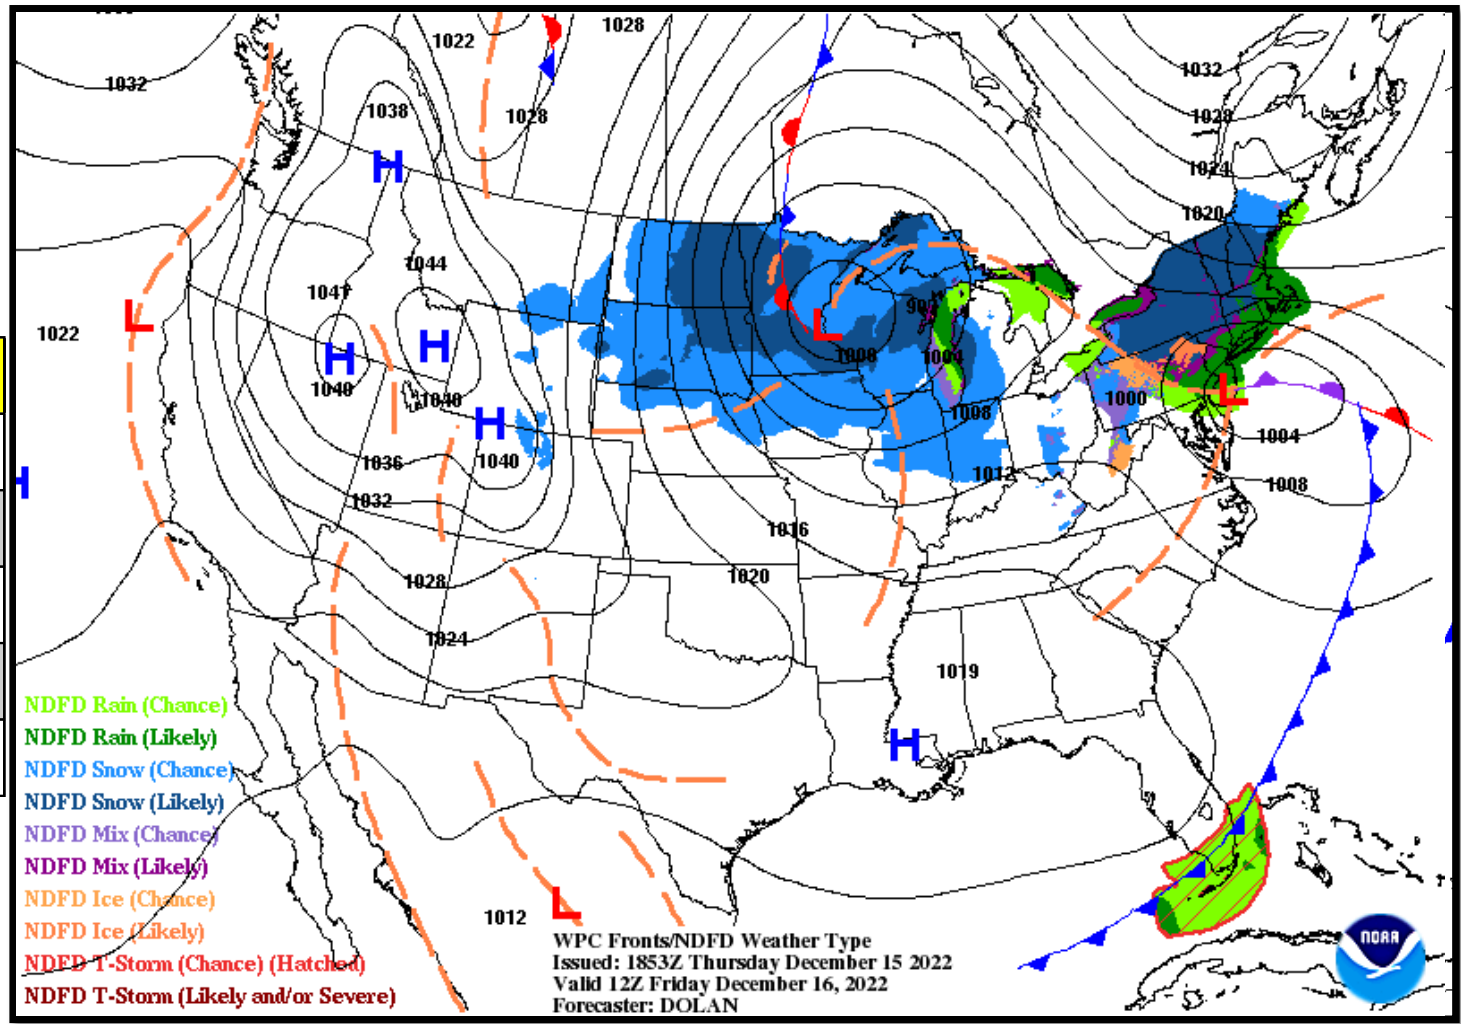 1028
1022
1032
1032
1038
1028
1028
1024
1020
1044
1047
1022
1008
1004
1040
1040
1000
1008
1004
1036
1040
1012
1008
1032
1016
1028
1020
1024
1019
1012
H
H
H
H
H
L
L
L
L
NDFD Rain (Chance)
NDFD Rain (Likely)
NDFD Snow (Chance)
NDFD Snow (Likely)
NDFD Mix (Chance)
NDFD Mix (Likely)
NDFD Ice (Chance)
NDFD Ice (Likely)
NDFD T-Storm (Chance) (Hatched)
NDFD T-Storm (Likely and/or Severe)
WPC Fronts/NDFD Weather Type
Issued: 1853Z Thursday December 15 2022
Valid 12Z Friday December 16, 2022
Forecaster: DOLAN
NOAA